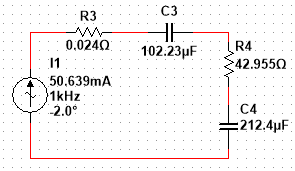 R3
0.024Ω
C3
102.23µF
R4
42.955Ω
I1
50.639mA
1kHz
-2.0°
C4
212.4µF